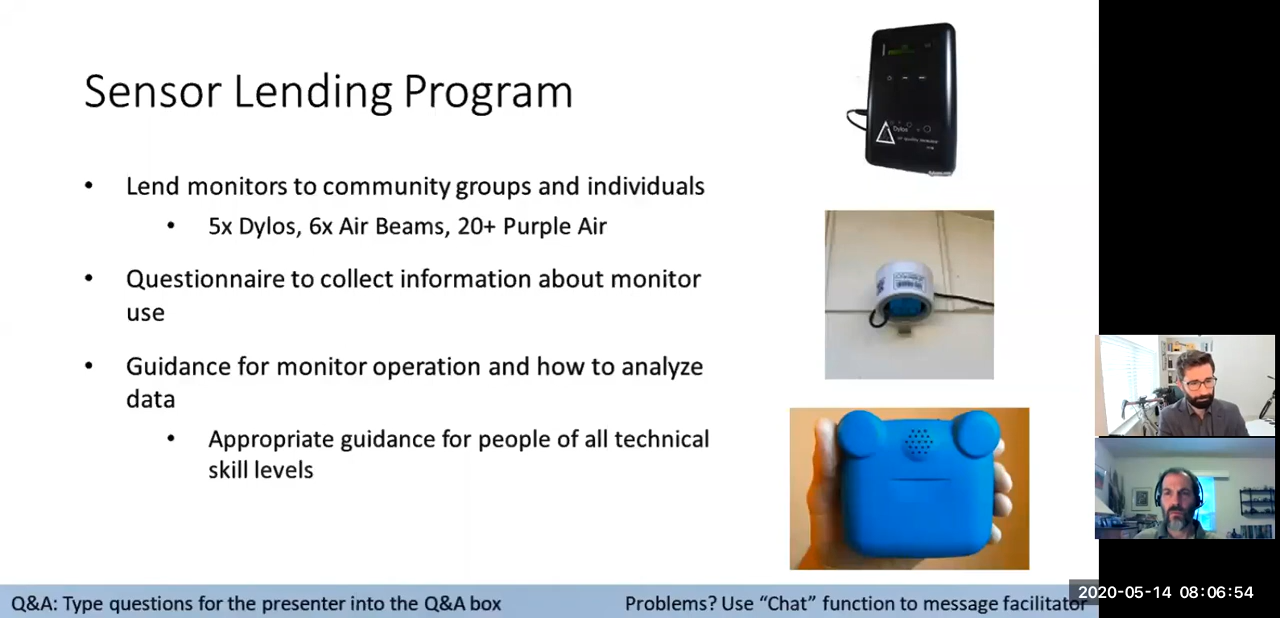 Sensor Lending Program
• Lend monitors to community groups and individuals
• 5x Dylos, 6x Air Beams, 20+ Purple Air
• Questionnaire to collect information about monitor
use
• Guidance for monitor operation and how to analyze
data
• Appropriate guidance for people of all technical
skill levels
Dylos
Q&A: Type questions for the presenter into the Q&A box
Problems? Use “Chat” function to message facilitator
2020-05-14 08:06:54